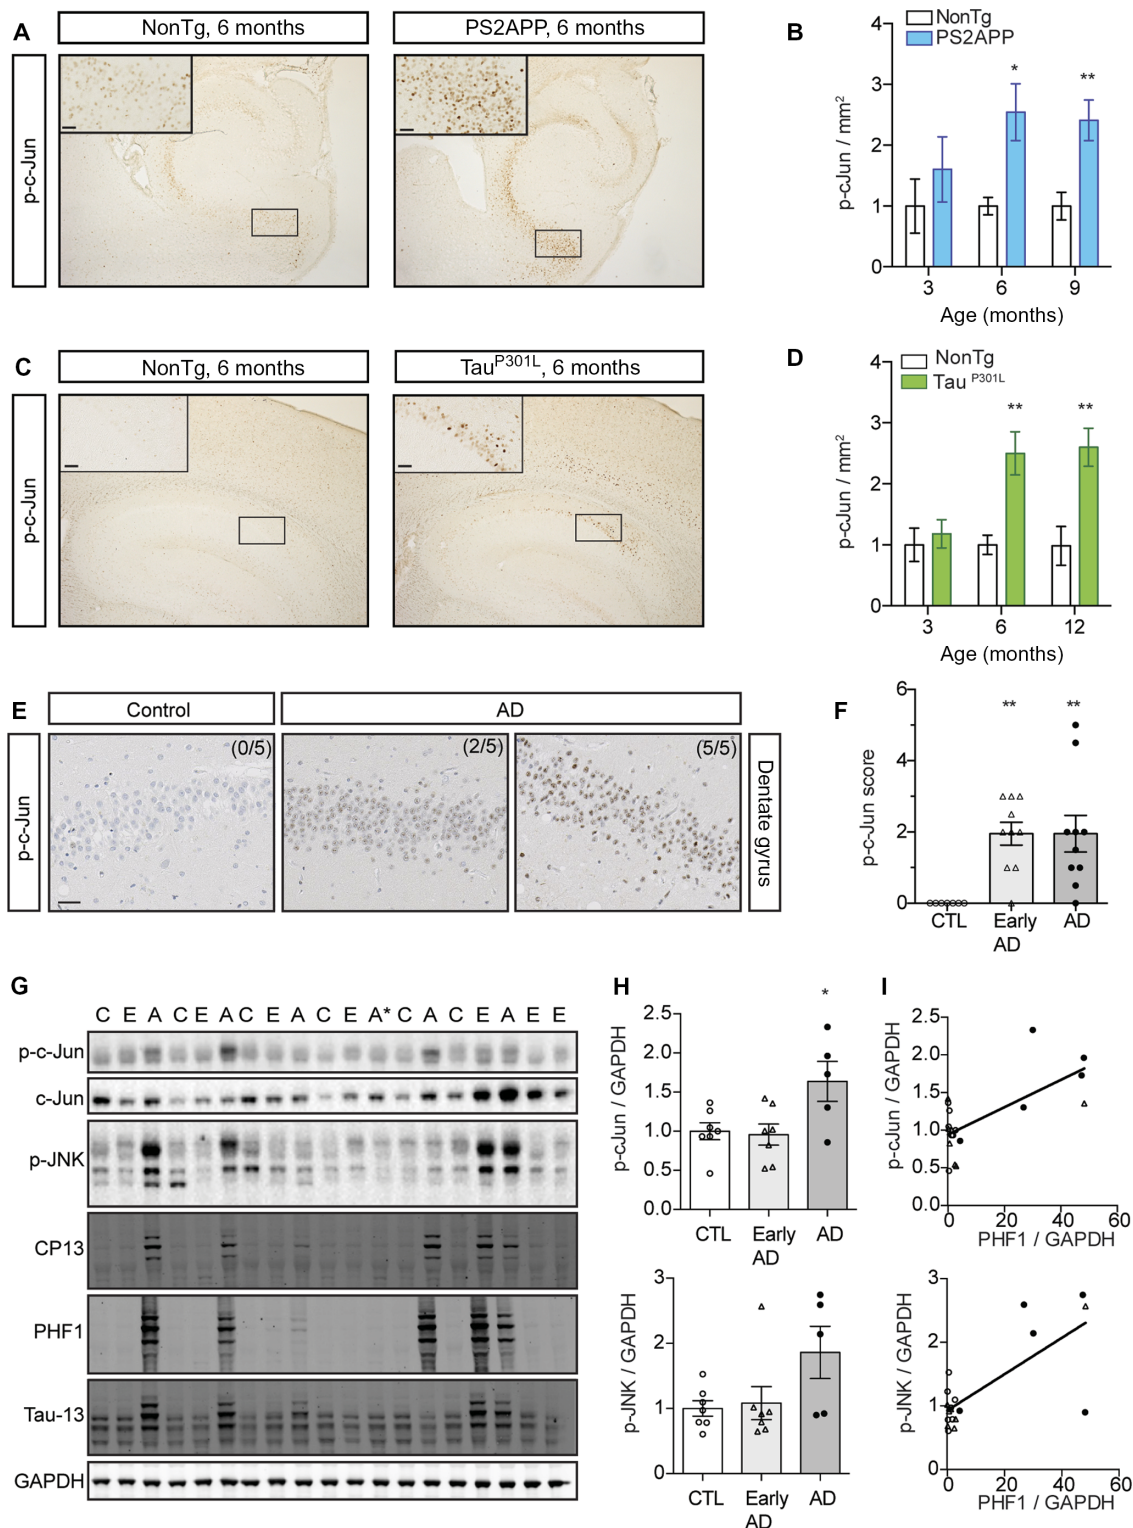 A
NonTg, 6 months
PS2APP, 6 months
p-c-Jun
B
NonTg
PS2APP
p-cJun / mm2
4
3
2
1
0
*
**
3 6 9
Age (months)
C
NonTg, 6 months
TauP301L, 6 months
p-c-Jun
D
NonTg
Tau P301L
p-cJun / mm2
4
3
2
1
0
** **
3 6 12
Age (months)
E
Control
AD
p-c-Jun
(0/5)
(2/5)
(5/5)
Dentate gyrus
F
p-c-Jun score
6
4
2
0
** **
CTL Early AD
AD
G
C E A C E A C E A C E A* C A C E A E E
p-c-Jun
c-Jun
p-JNK
CP13
PHF1
Tau-13
GAPDH
H
p-cJun / GAPDH
2.5
2.0
1.5
1.0
0.5
0.0
*
CTL Early AD
AD
p-JNK / GAPDH
3
2
1
0
CTL Early AD
AD
I
p-cJun / GAPDH
2.5
2.0
1.5
1.0
0.5
0.0
0 20 40 60
PHF1 / GAPDH
p-JNK / GAPDH
3
2
1
0
0 20 40 60
PHF1 / GAPDH